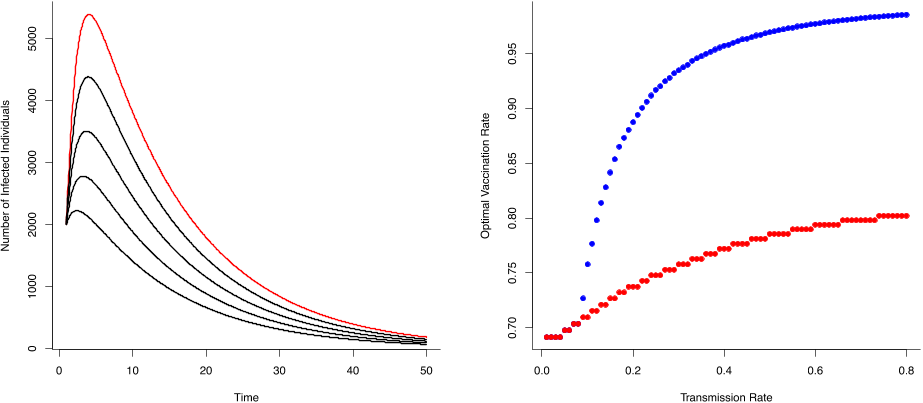 Number of Infected Individuals
5000
4000
3000
2000
1000
0
0 10 20 30 40 50
Time
Optimal Vaccination Rate
0.95
0.90
0.85
0.80
0.75
0.70
0.0 0.2 0.4 0.6 0.8
Transmission Rate